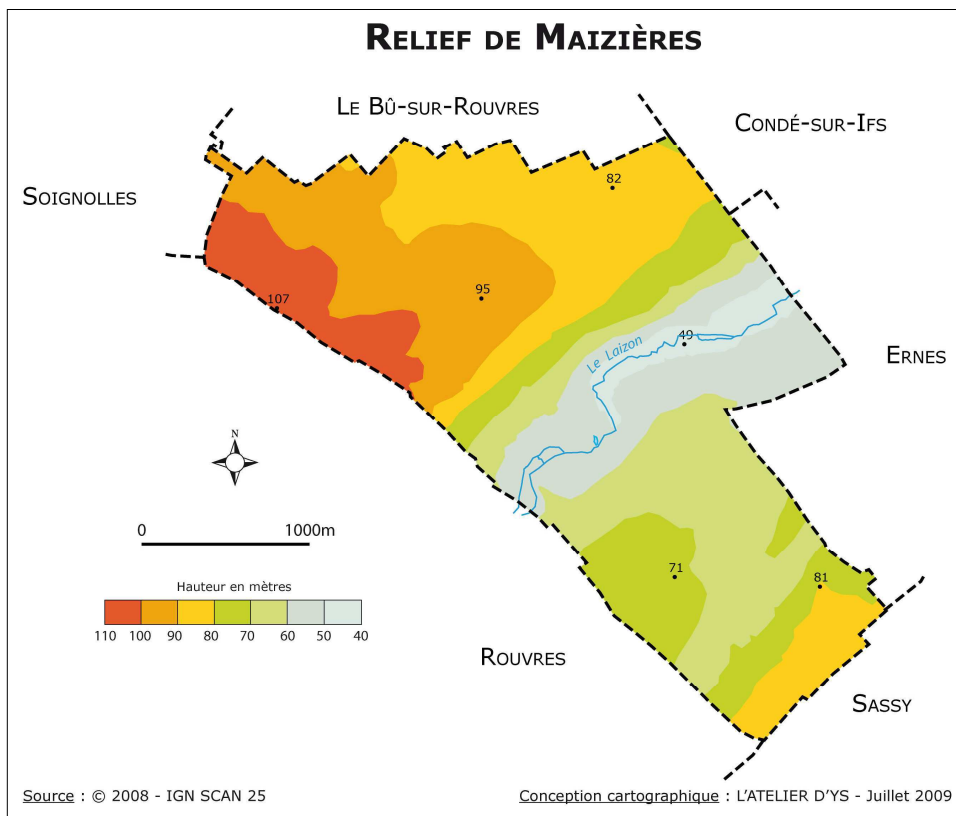 RELIEF DE MAIZIÈRES
LE BÛ-SUR-ROUVRES
CONDÉ-SUR-IFS
SOIGNOLLES
82
107
95
49
Le Laizon
ERNES
N
0 1000m
71
81
Hauteur en mètres
110 100 90 80 70 60 50 40
ROUVRES
SASSY
Source : © 2008 - IGN SCAN 25
Conception cartographique : L'ATELIER D'YS - Juillet 2009